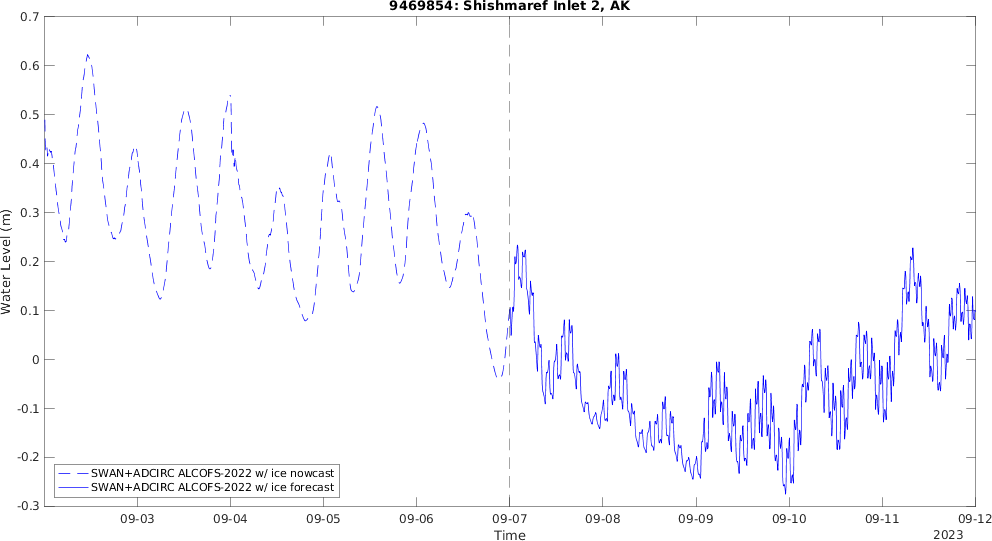 9469854: Shishmaref Inlet 2, AK
0.7
0.6
0.5
0.4
0.3
0.2
0.1
0
-0.1
-0.2
-0.3
Water Level (m)
SWAN+ADCIRC ALCOFS-2022 w/ ice nowcast
SWAN+ADCIRC ALCOFS-2022 w/ ice forecast
09-03 09-04 09-05 09-06 09-07 09-08 09-09 09-10 09-11 09-12
Time
2023